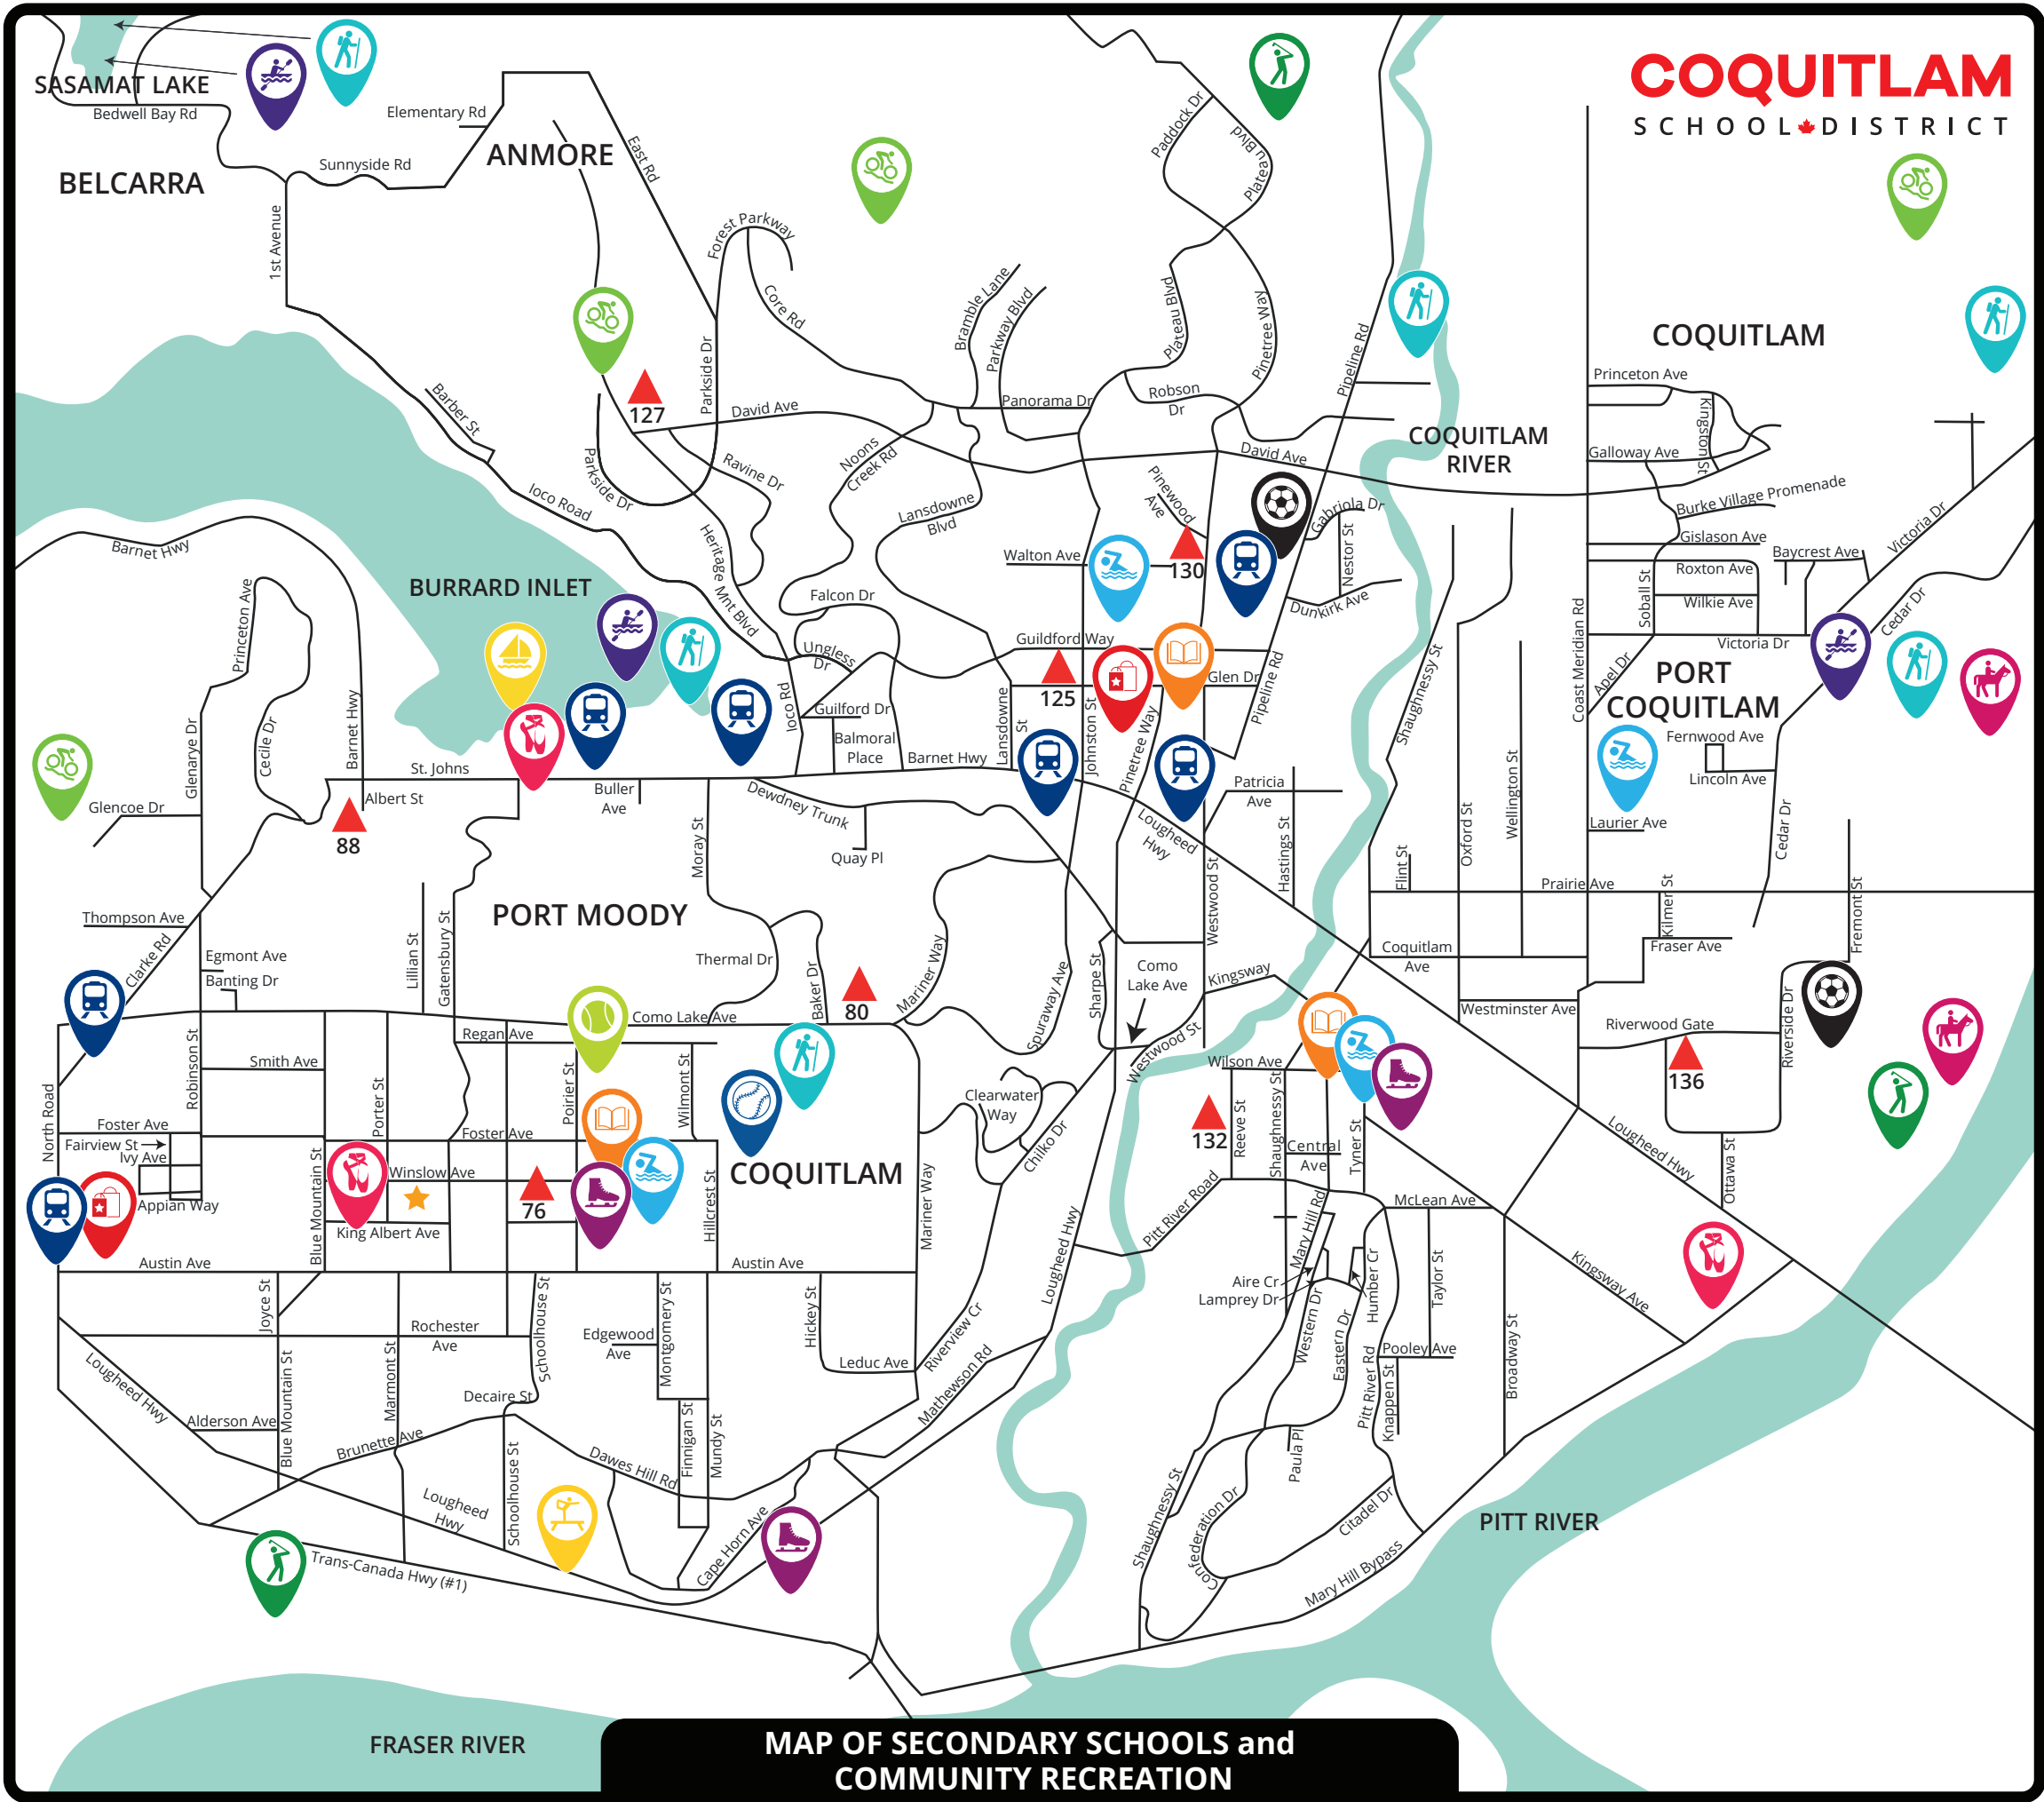 COQUITLAM
SCHOOL DISTRICT
SASAMAT LAKE
Bedwell Bay Rd
BELCARRA
Elementary Rd
ANMORE
Sunnyside Rd
East Rd
1st Avenue
Forest Parkway
Core Rd
Paddock Dr
Plateau Blvd
Bramble Lane
Parkway Blvd
Plateau Blvd
Pinetree Way
Pipeline Rd
COQUITLAM
Princeton Ave
Kingston St
Barber St
127
Parkside Dr
David Ave
Panorama Dr
Robson
Dr
COQUITLAM
RIVER
Galloway Ave
David Ave
Noons
Creek Rd
Ravine Dr
Parkside Dr
Ioco Road
Lansdowne
Blvd
Pinewood
Ave
Gabriola Dr
Burke Village Promenade
Victoria Dr
Gislason Ave
Baycrest Ave
Roxton Ave
Wilkie Ave
Barnet Hwy
Heritage Mnt Blvd
Walton Ave
130
Nestor St
Dunkirk Ave
Soball St
Coast Meridian Rd
Cedar Dr
BURRARD INLET
Princeton Ave
Falcon Dr
Ungless
Dr
Guildford Way
Victoria Dr
Apel Dr
PORT
COQUITLAM
125
Glen Dr
Pipeline Rd
Shaughnessy St
Ioco Rd
Guilford Dr
Lansdowne
St
Johnston St
Pinetree Way
Glenayre Dr
Cecile Dr
Barnet Hwy
Balmoral
Place
Barnet Hwy
Fernwood Ave
Lincoln Ave
St. Johns
Albert St
Buller
Ave
Dewdney Trunk
Patricia
Ave
Lougheed
Hwy
Wellington St
Oxford St
Cedar Dr
Laurier Ave
Glencoe Dr
88
Moray St
Quay Pl
Hastings St
Westwood St
Flint St
Prairie Ave
Kilmer St
Fremont St
PORT MOODY
Thompson Ave
Clarke Rd
Egmont Ave
Banting Dr
Lillian St
Gatensbury St
Thermal Dr
Baker Dr
80
Mariner Way
Spuraway Ave
Sharpe St
Como
Lake Ave
Kingsway
Coquitlam
Ave
Fraser Ave
Westminster Ave
Riverwood Gate
Riverside Dr
136
Como Lake Ave
Regan Ave
Robinson St
Smith Ave
Porter St
Poirier St
Wilmont St
Westwood St
Wilson Ave
Clearwater
Way
132
Reeve St
Shaughnessy St
Central
Ave
Tyner St
North Road
Foster Ave
Fairview St
Ivy Ave
Appian Way
Foster Ave
Winslow Ave
76
King Albert Ave
Blue Mountain St
Hillcrest St
COQUITLAM
Mariner Way
Chilko Dr
Pitt River Road
McLean Ave
Lougheed Hwy
Ottawa St
Mary Hill Rd
Austin Ave
Austin Ave
Lougheed Hwy
Aire Cr
Lamprey Dr
Humber Cr
Taylor St
Kingsway Ave
Joyce St
Rochester
Ave
Schoolhouse St
Edgewood
Ave
Montgomery St
Hickey St
Leduc Ave
Riverview Cr
Mathewson Rd
Western Dr
Eastern Dr
Pooley Ave
Broadway St
Lougheed Hwy
Marmont St
Blue Mountain St
Alderson Ave
Decaire St
Brunette Ave
Schoolhouse St
Dawes Hill Rd
Finnigan St
Mundy St
Pitt River Rd
Knappen St
Paula Pl
Lougheed
Hwy
Cape Horn Ave
Shaughnessy St
Confederation Dr
Citadel Dr
Mary Hill Bypass
PITT RIVER
Trans-Canada Hwy (#1)
FRASER RIVER
MAP OF SECONDARY SCHOOLS and
COMMUNITY RECREATION